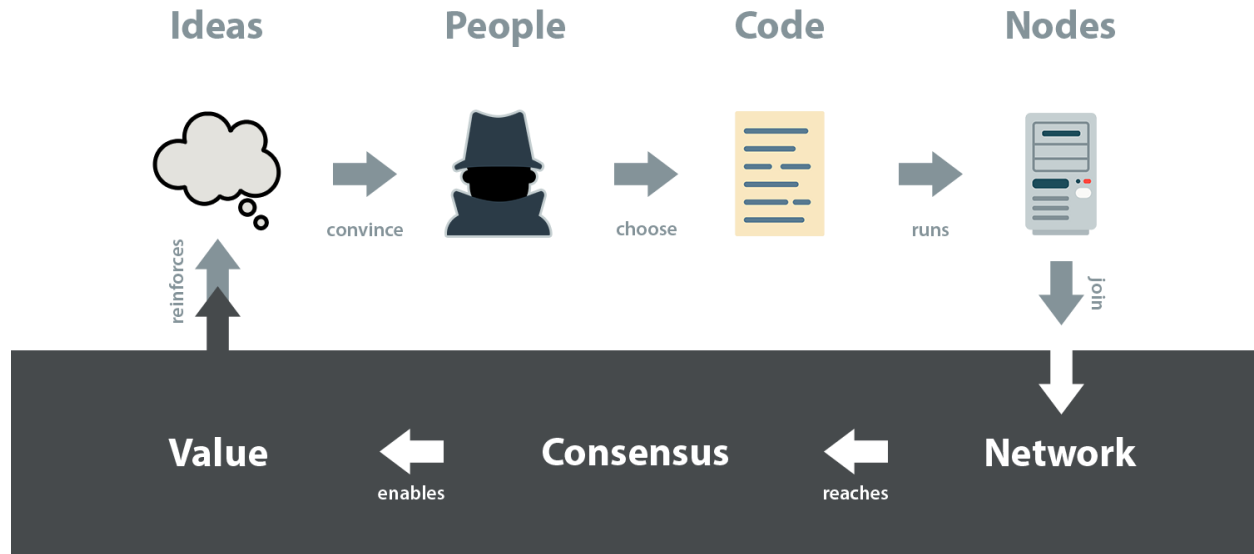 Ideas
People
Code
Nodes
convince
choose
runs
reinforces
join
Value
Consensus
Network
enables
reaches